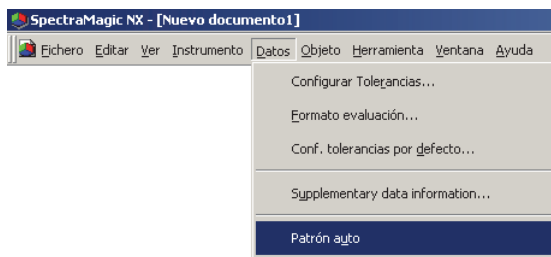 SpectraMagic NX - [Nuevo documento1]
Fichero Editar Ver Instrumento Datos Objeto Herramienta Ventana Ayuda
Configurar Tolerancias...
Formato evaluación...
Conf. tolerancias por defecto...
Supplementary data information...
Patrón auto